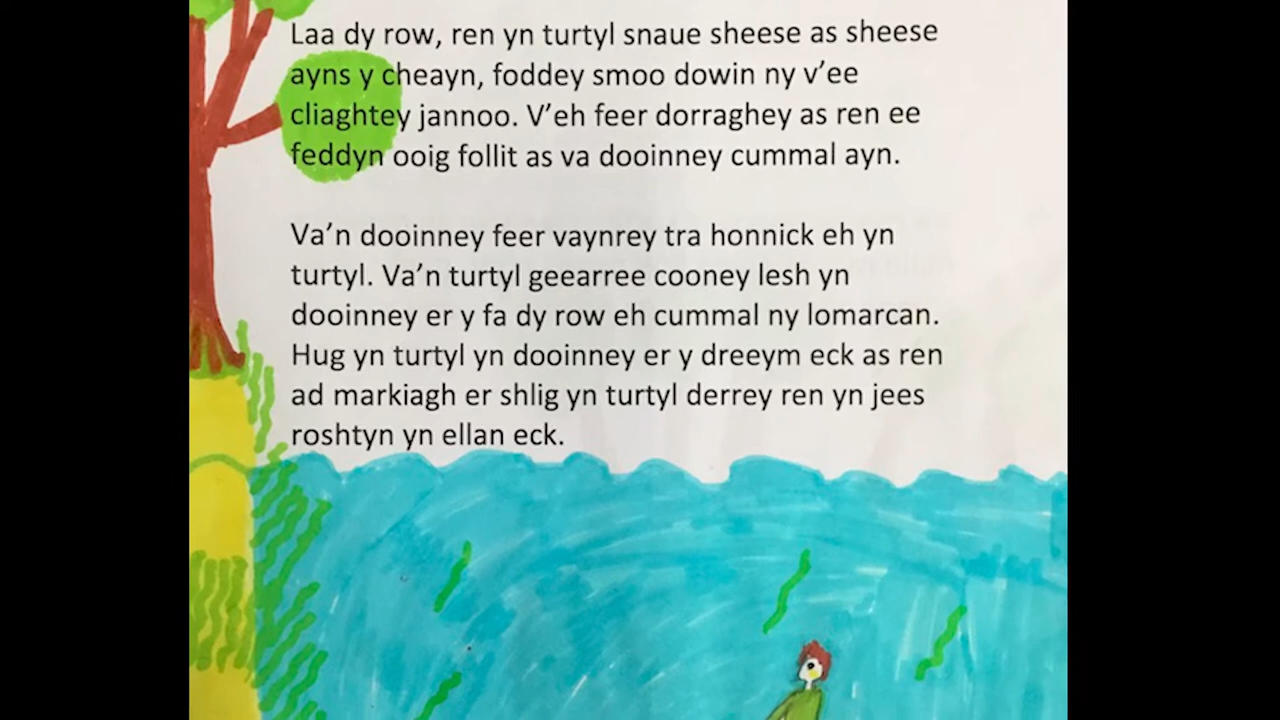 Laa dy row, ren yn turtyl snaue sheese as sheese
ayns y cheayn, foddey smoo dowin ny v’ee
cliaghtey jannoo. V’eh feer dorraghey as ren ee
feddyn ooig follit as va dooinney cummal ayn.
Va’n dooinney feer vaynrey tra honnick eh yn
turtyl. Va’n turtyl geearree cooney lesh yn
dooinney er y fa dy row eh cummal ny lomarcan.
Hug yn turtyl yn dooinney er y dreeym eck as ren
ad markiagh er shlig yn turtyl derrey ren yn jees
roshtyn yn ellan eck.